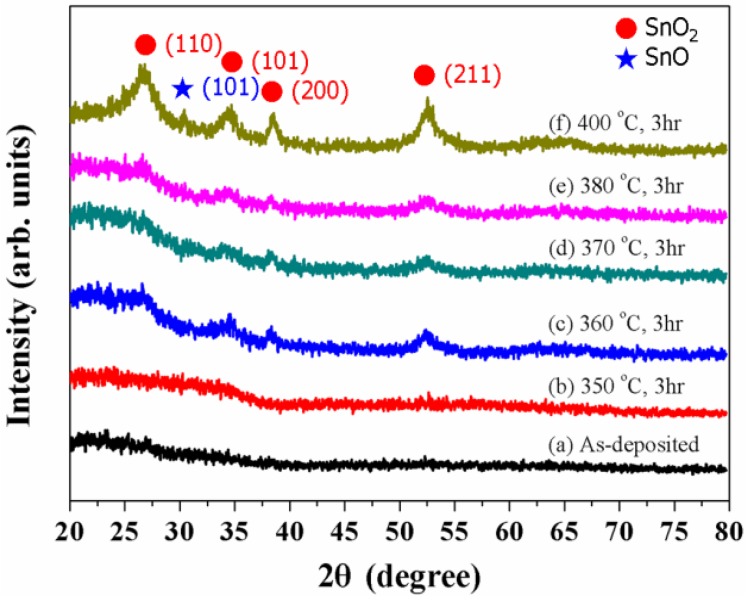 (110)
(101)
(101)
(200)
(211)
SnO₂
SnO
(f) 400 °C, 3hr
(e) 380 °C, 3hr
(d) 370 °C, 3hr
(c) 360 °C, 3hr
(b) 350 °C, 3hr
(a) As-deposited
Intensity (arb. units)
20 25 30 35 40 45 50 55 60 65 70 75 80
2θ (degree)